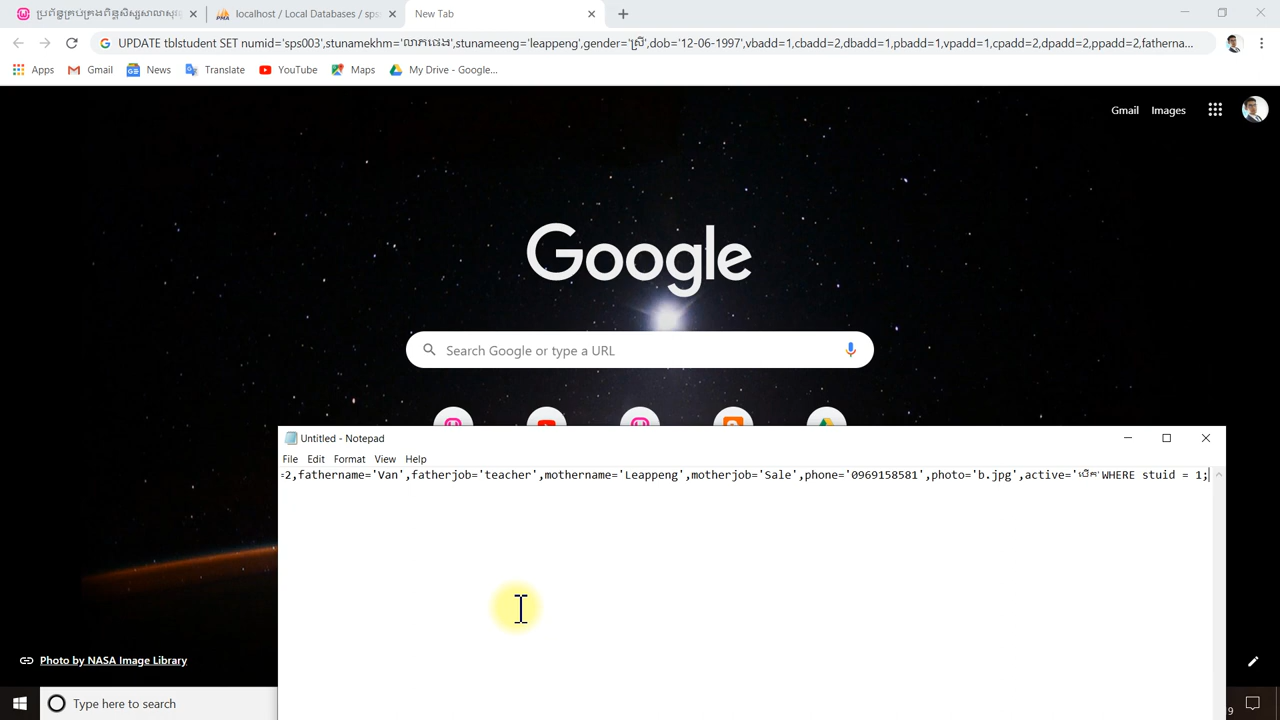 ប្រព័ន្ធគ្រប់គ្រងពិន្ទុសិស្សសាលា
localhost / Local Databases / sps
New Tab
UPDATE tblstudent SET numid='sps003',stunamekhm='លាភផេង',stunameeng='leappeng',gender='ស្រី',dob='12-06-1997',vbadd=1,cbadd=2,dbadd=1,pbadd=1,vpadd=1,cpadd=2,dpadd=2,ppadd=2,fatherna...
Apps
Gmail
News
Translate
YouTube
Maps
My Drive - Google...
Gmail
Images
Google
Search Google or type a URL
Untitled - Notepad
File Edit Format View Help
=2,fathername='Van',fatherjob='teacher',mothername='Leappeng',motherjob='Sale',phone='0969158581',photo='b.jpg',active='បើក'WHERE stuid = 1;
Photo by NASA Image Library
Type here to search
9